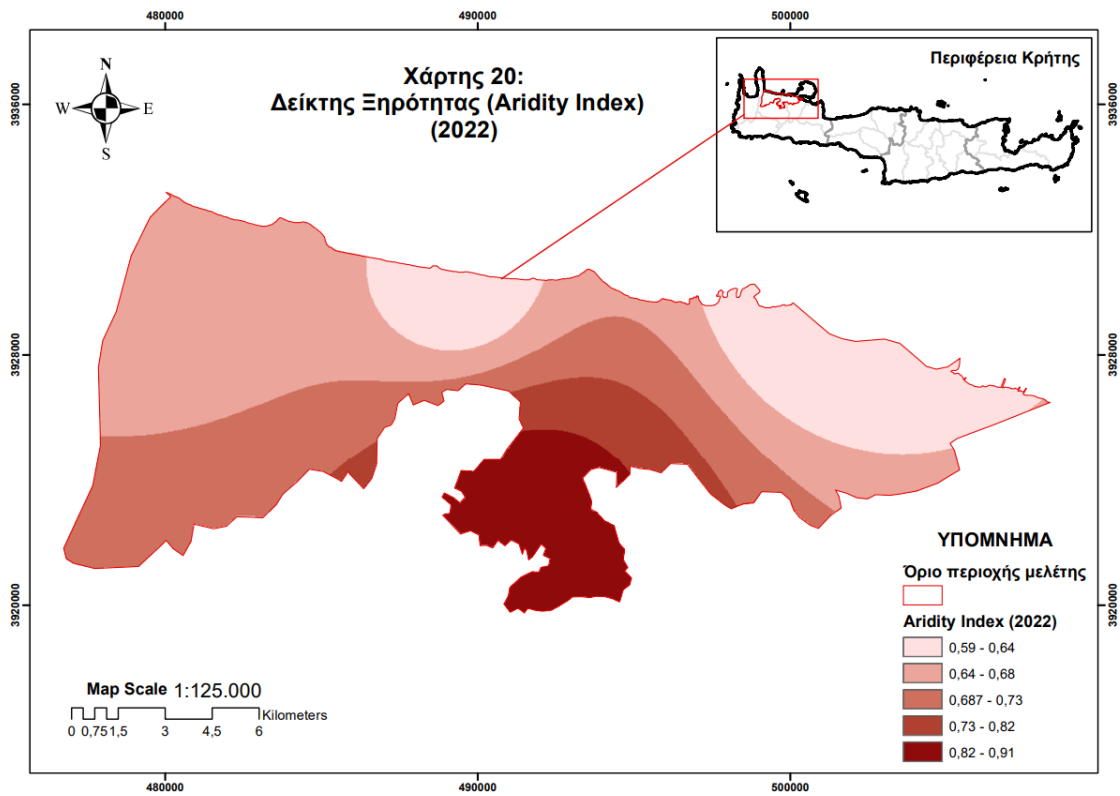 480000 490000 500000
Χάρτης 20:
Δείκτης Ξηρότητας (Aridity Index)
(2022)
N
W E
S
Περιφέρεια Κρήτης
3936000 3936000
3928000 3928000
3920000 3920000
ΥΠΟΜΝΗΜΑ
Όριο περιοχής μελέτης
Aridity Index (2022)
0,59 - 0,64
0,64 - 0,68
0,687 - 0,73
0,73 - 0,82
0,82 - 0,91
Map Scale 1:125.000
Kilometers
0 0,75 1,5 3 4,5 6
480000 490000 500000